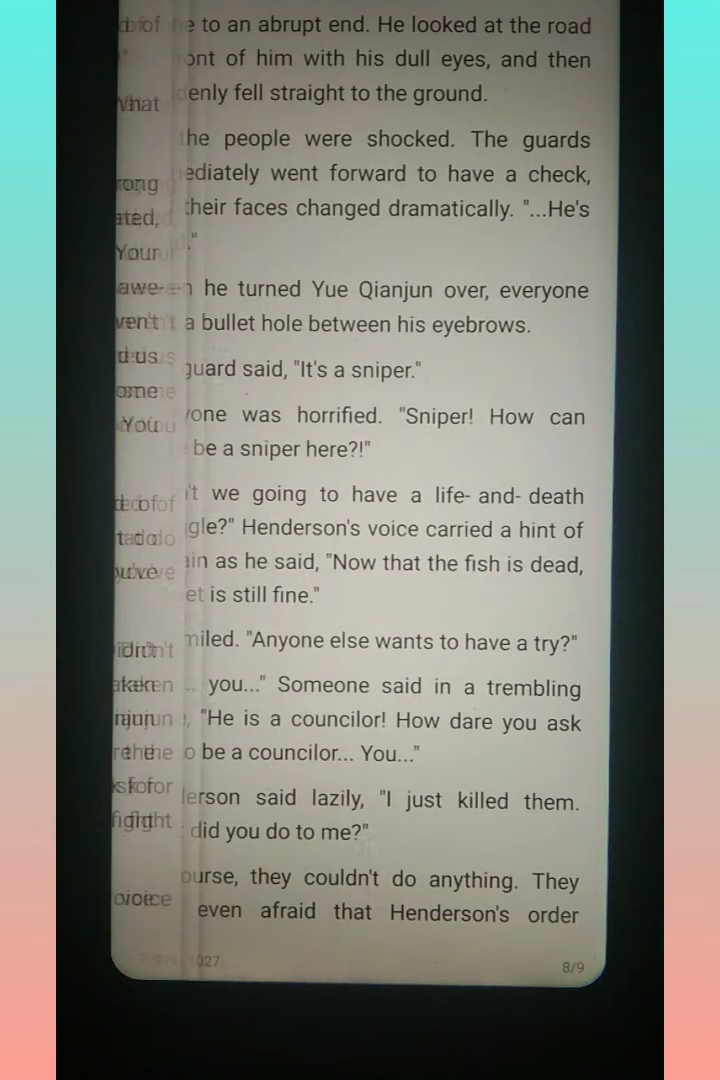 e to an abrupt end. He looked at the road
ont of him with his dull eyes, and then
enly fell straight to the ground.
he people were shocked. The guards
ediately went forward to have a check,
their faces changed dramatically. "...He's
."
he turned Yue Qianjun over, everyone
a bullet hole between his eyebrows.
guard said, "It's a sniper."
one was horrified. "Sniper! How can
be a sniper here?!"
't we going to have a life- and- death
gle?" Henderson's voice carried a hint of
ain as he said, "Now that the fish is dead,
et is still fine."
miled. "Anyone else wants to have a try?"
you..." Someone said in a trembling
, "He is a councilor! How dare you ask
o be a councilor... You..."
erson said lazily, "I just killed them.
did you do to me?"
ourse, they couldn't do anything. They
even afraid that Henderson's order
1027
8/9